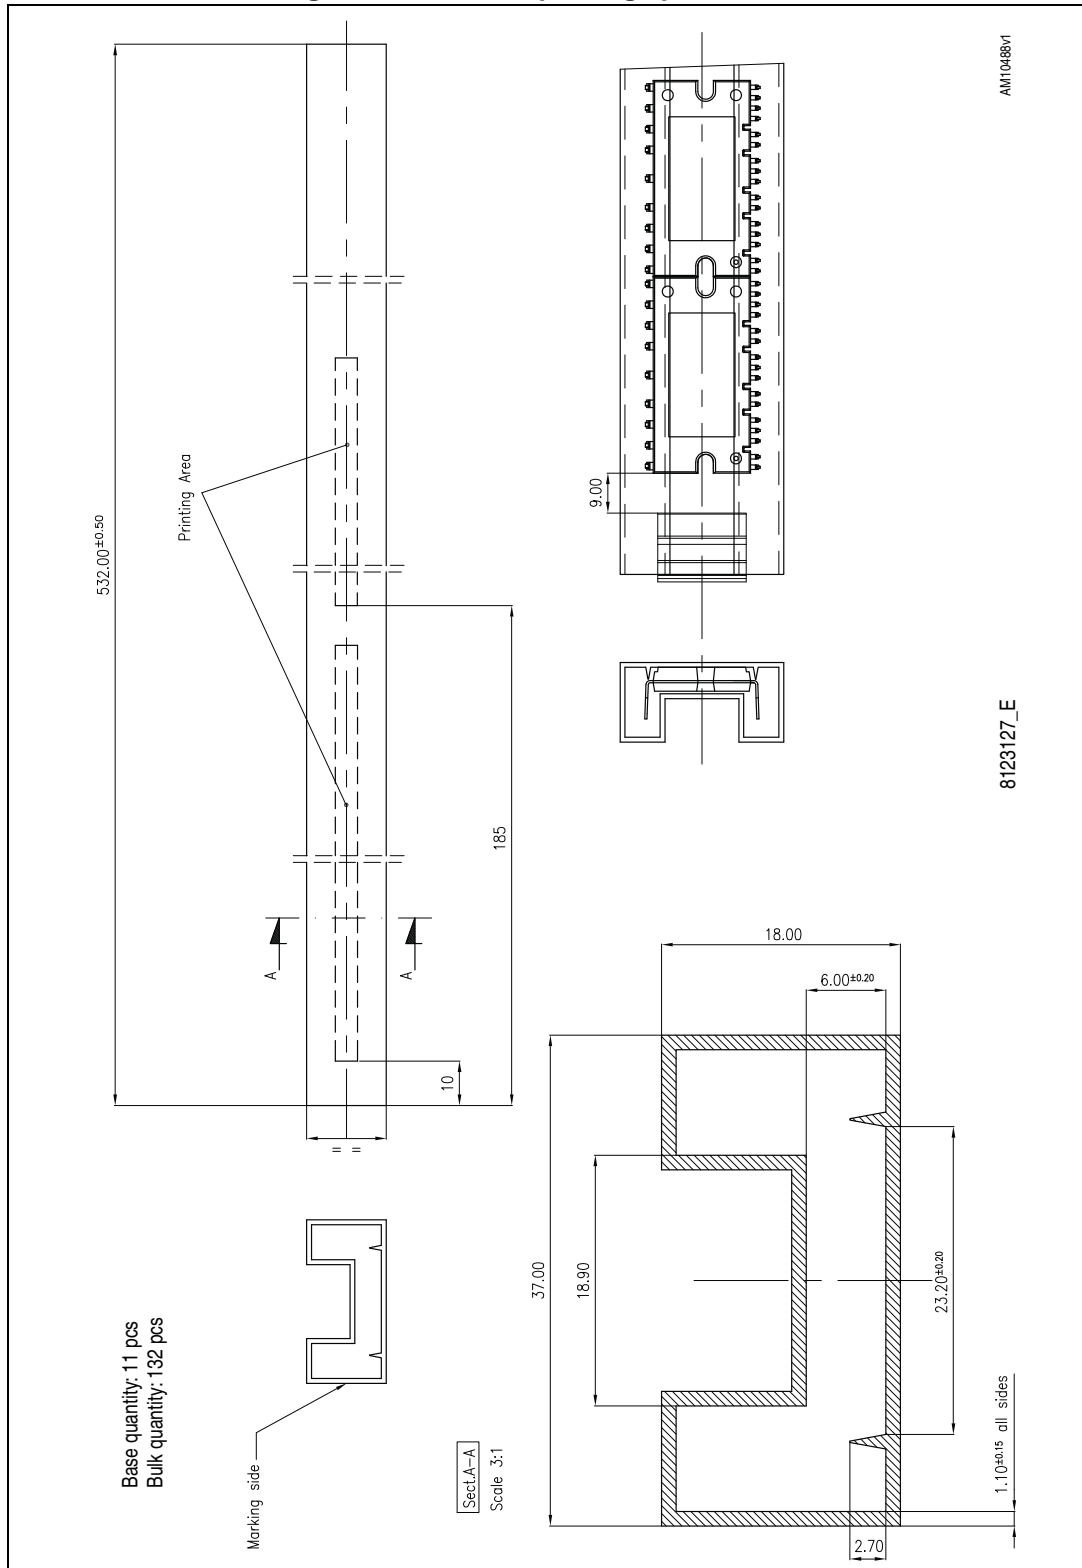 AM10488v1
532.00±0.50
Printing Area
9.00
185
8123127_E
A
A
10
= =
18.00
6.00±0.20
37.00
18.90
23.20±0.20
1.10±0.15 all sides
2.70
Base quantity: 11 pcs
Bulk quantity: 132 pcs
Marking side
Sect.A-A
Scale 3:1